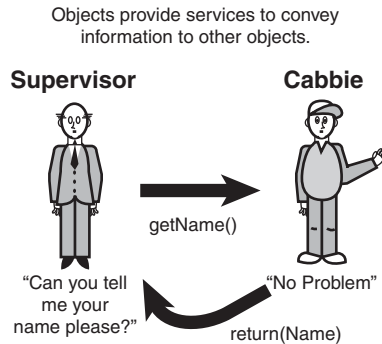 Objects provide services to convey
information to other objects.
Supervisor
Cabbie
getName()
“Can you tell
me your
name please?”
“No Problem”
return(Name)